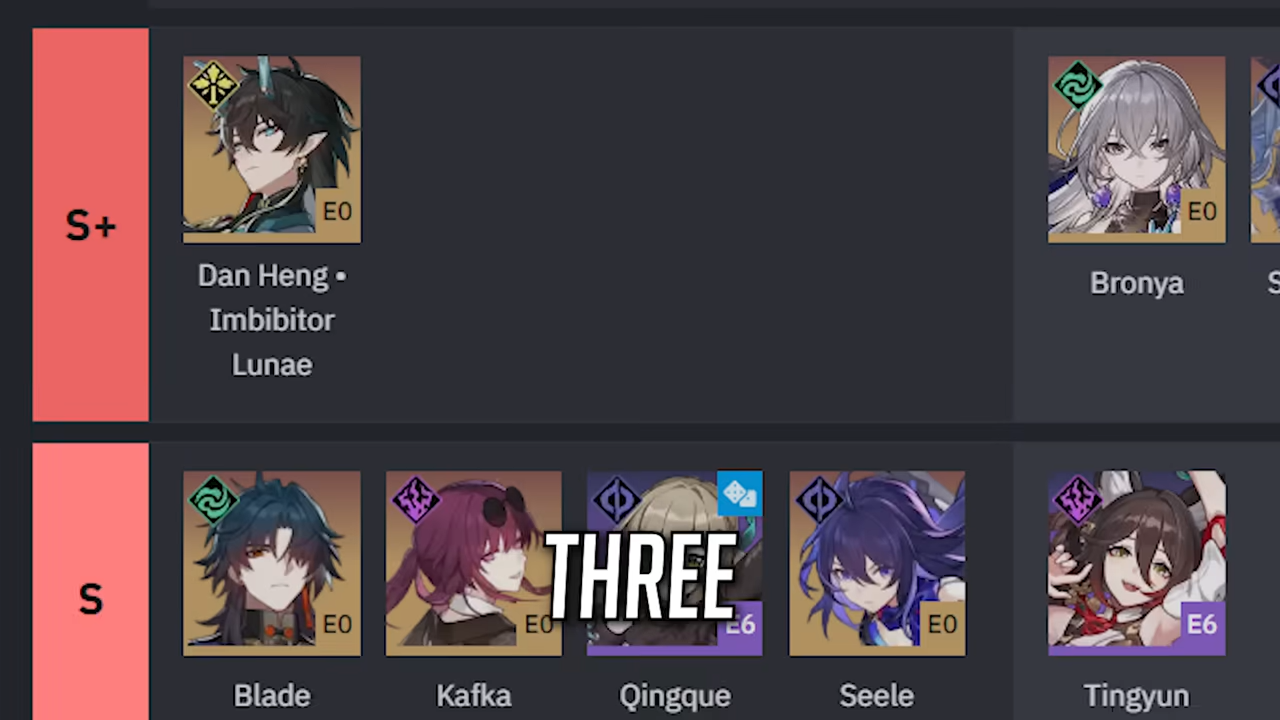 S+
E0
Dan Heng •
Imbibitor
Lunae
E0
Bronya
S
E0
Blade
E0
Kafka
THREE
E6
Qingque
E0
Seele
E6
Tingyun